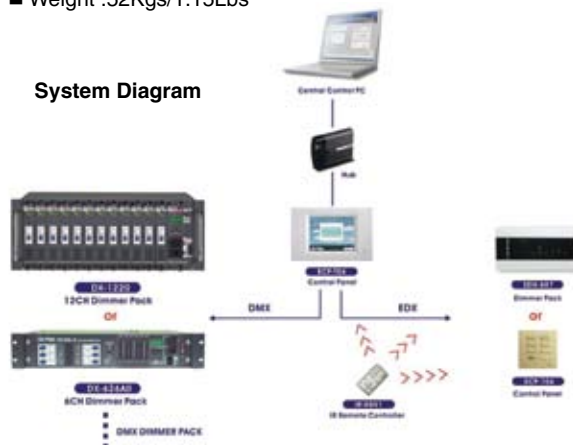 ■ Weight .52Kgs/1.15Lbs
System Diagram
Central Control PC
Hub
Control Panel
DX-1220
12CH Dimmer Pack
or
DMX
EDX
Dimmer Pack
or
Control Panel
DX-626AII
6CH Dimmer Pack
IR Remote Controller
DMX DIMMER PACK